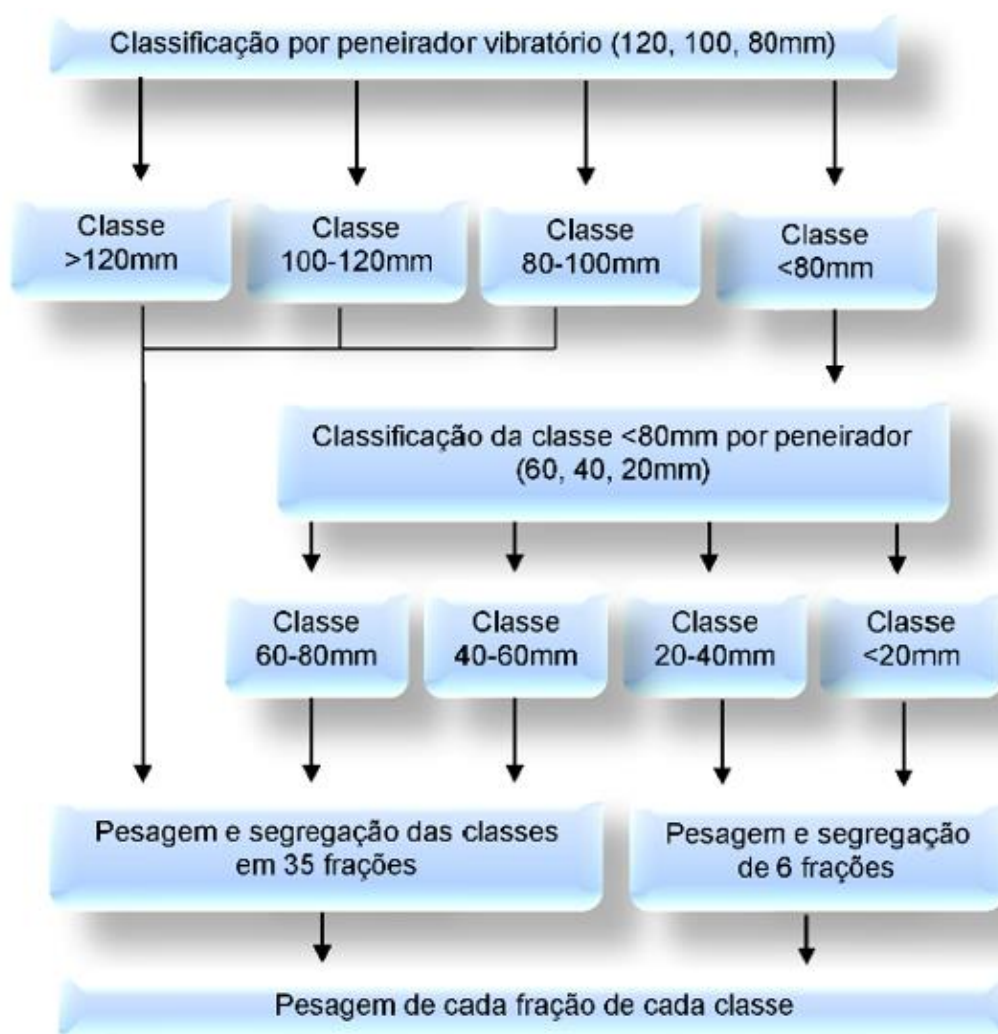 Classificação por peneirador vibratório (120, 100, 80mm)
Classe
>120mm
Classe
100-120mm
Classe
80-100mm
Classe
<80mm
Classificação da classe <80mm por peneirador
(60, 40, 20mm)
Classe
60-80mm
Classe
40-60mm
Classe
20-40mm
Classe
<20mm
Pesagem e segregação das classes
em 35 frações
Pesagem e segregação
de 6 frações
Pesagem de cada fração de cada classe